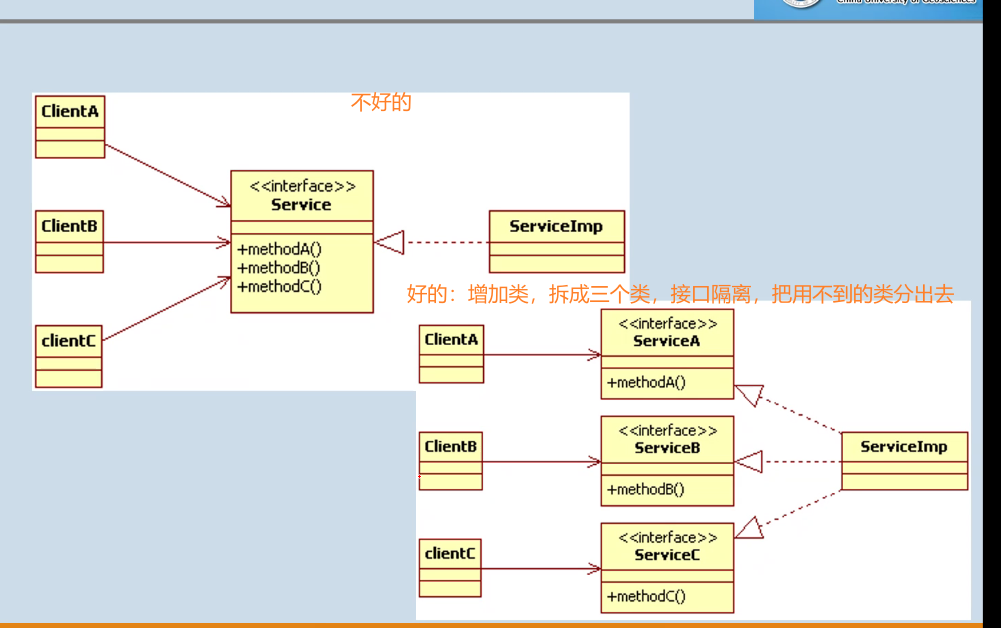 China University of Geosciences
不好的
ClientA
<<interface>>
Service
+methodA()
+methodB()
+methodC()
ClientB
ServiceImp
clientC
好的：增加类，拆成三个类，接口隔离，把用不到的类分出去
ClientA
<<interface>>
ServiceA
+methodA()
ClientB
<<interface>>
ServiceB
+methodB()
ServiceImp
clientC
<<interface>>
ServiceC
+methodC()